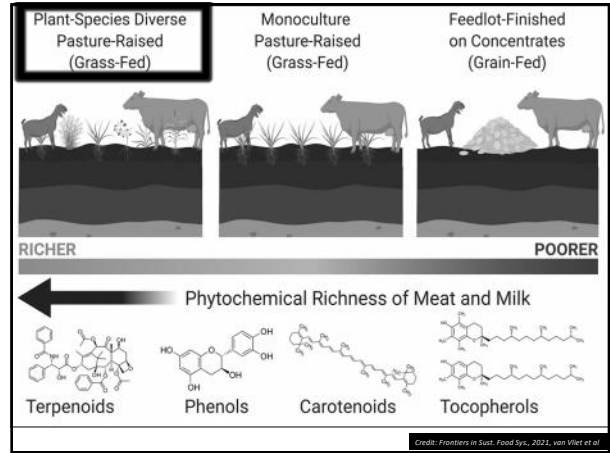 Plant-Species Diverse
Pasture-Raised
(Grass-Fed)
Monoculture
Pasture-Raised
(Grass-Fed)
Feedlot-Finished
on Concentrates
(Grain-Fed)
RICHER
POORER
Phytochemical Richness of Meat and Milk
Terpenoids
Phenols
Carotenoids
Tocopherols
Credit: Frontiers in Sust. Food Sys., 2021, van Vliet et al